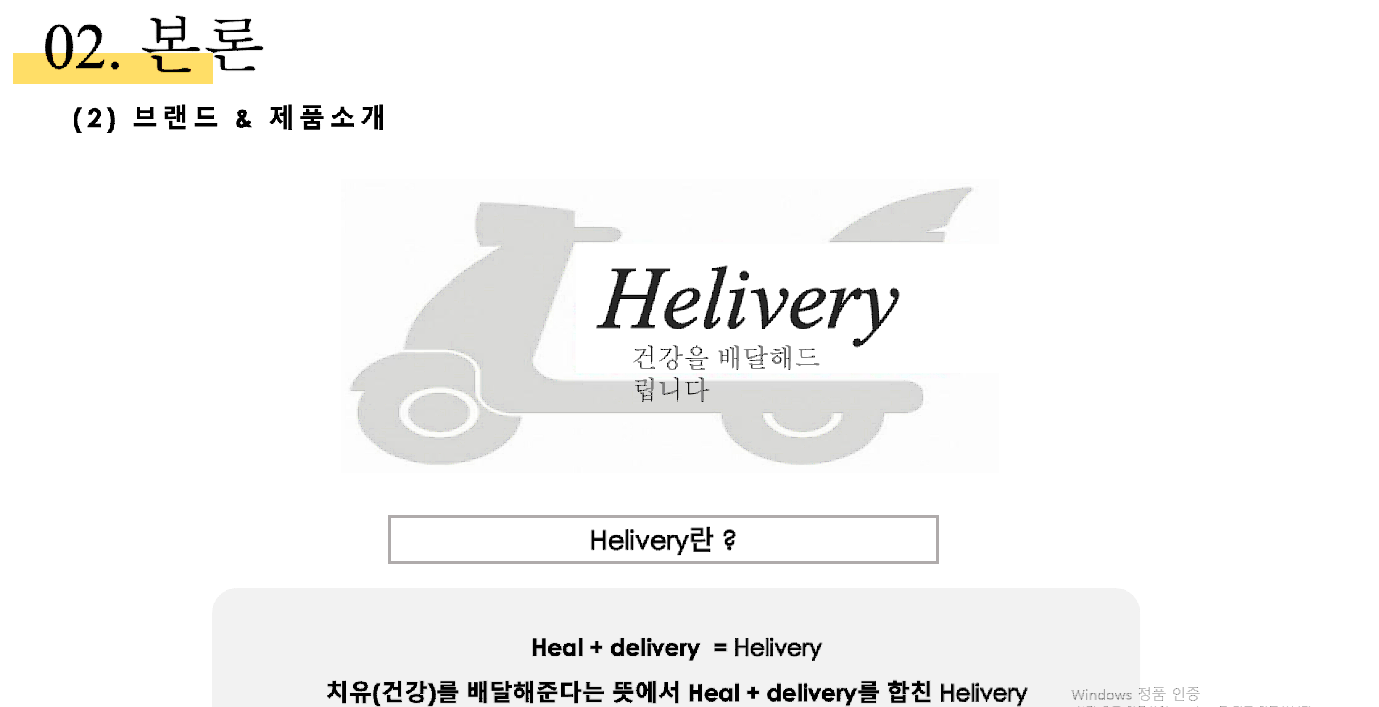 02. 본론
(2) 브랜드 & 제품소개
Helivery
건강을 배달해드
립니다
Helivery란 ?
Heal + delivery = Helivery
치유(건강)를 배달해준다는 뜻에서 Heal + delivery를 합친 Helivery
Windows 정품 인증